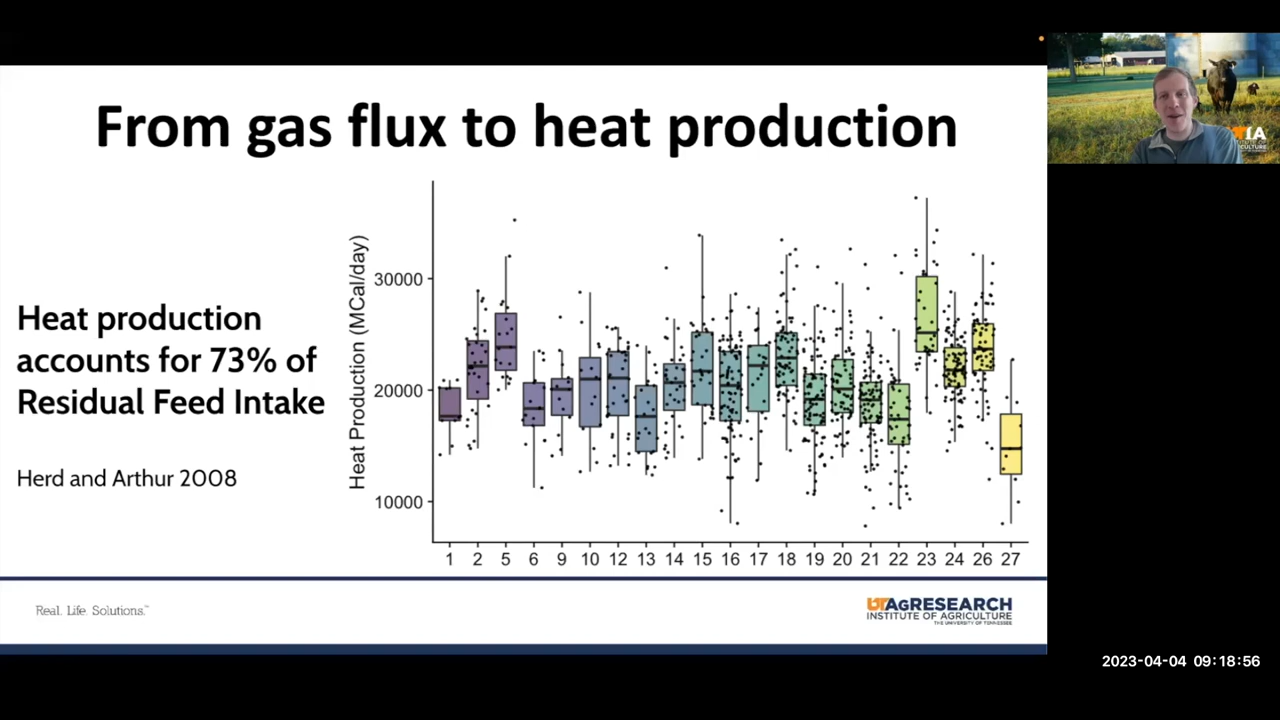 From gas flux to heat production
Heat production
accounts for 73% of
Residual Feed Intake
Herd and Arthur 2008
Heat Production (MCal/day)
30000
20000
10000
1 2 5 6 9 10 12 13 14 15 16 17 18 19 20 21 22 23 24 26 27
Real. Life. Solutions.™
UT AGRESEARCH
INSTITUTE OF AGRICULTURE
THE UNIVERSITY OF TENNESSEE
IA
2023-04-04 09:18:56